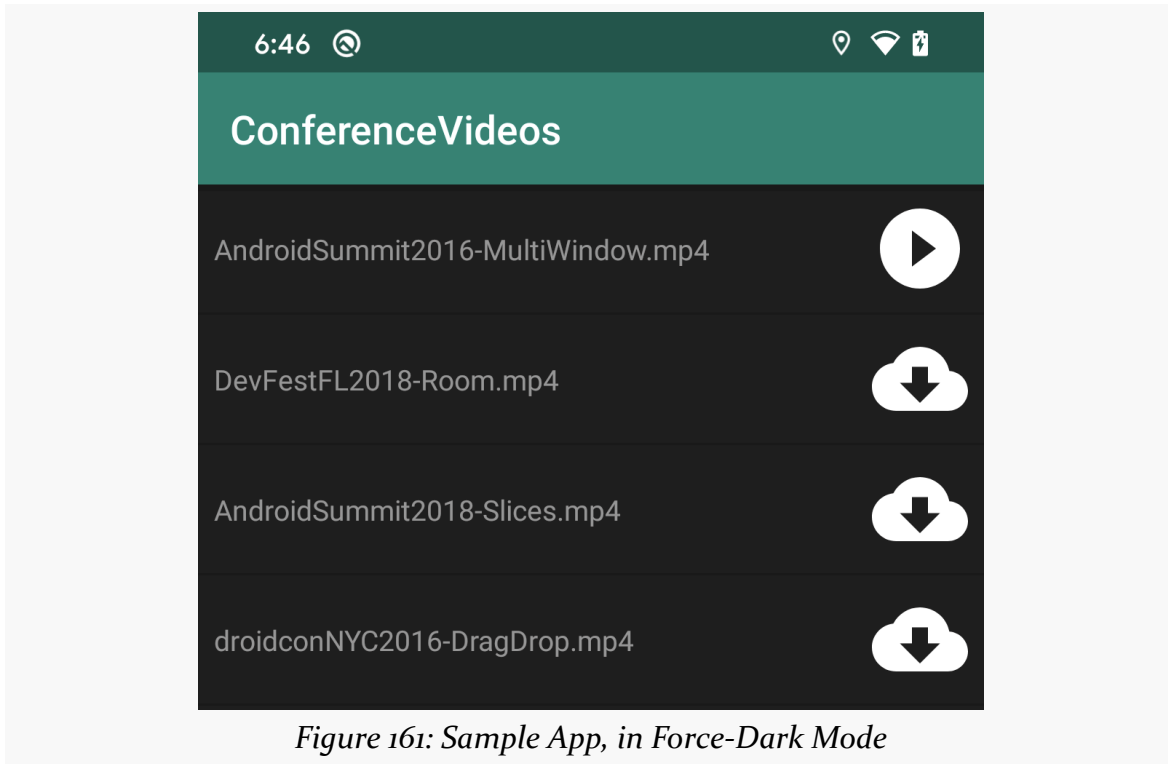 6:46
ConferenceVideos
AndroidSummit2016-MultiWindow.mp4
DevFestFL2018-Room.mp4
AndroidSummit2018-Slices.mp4
droidconNYC2016-DragDrop.mp4
Figure 161: Sample App, in Force-Dark Mode